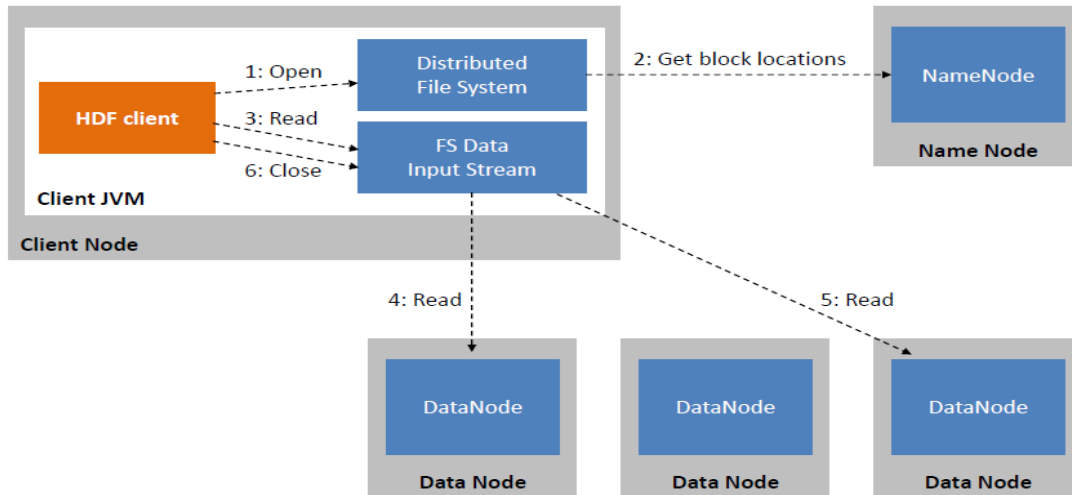 1: Open
Distributed
File System
2: Get block locations
NameNode
HDF client
3: Read
FS Data
Input Stream
6: Close
Name Node
Client JVM
Client Node
4: Read
5: Read
DataNode
DataNode
DataNode
Data Node
Data Node
Data Node